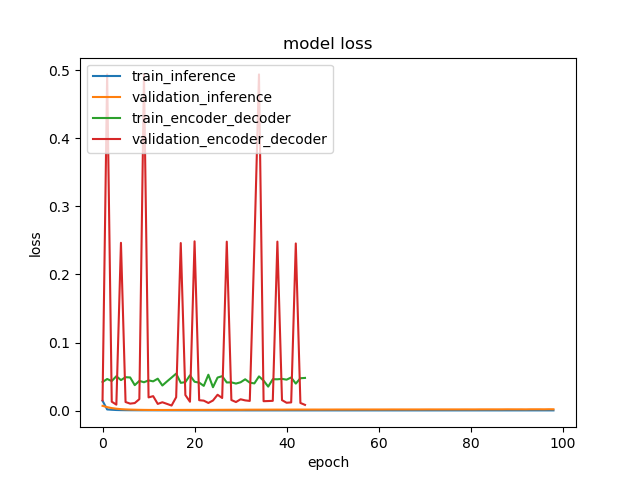 model loss
train_inference
validation_inference
train_encoder_decoder
validation_encoder_decoder
0.5
0.4
0.3
0.2
0.1
0.0
loss
0 20 40 60 80 100
epoch